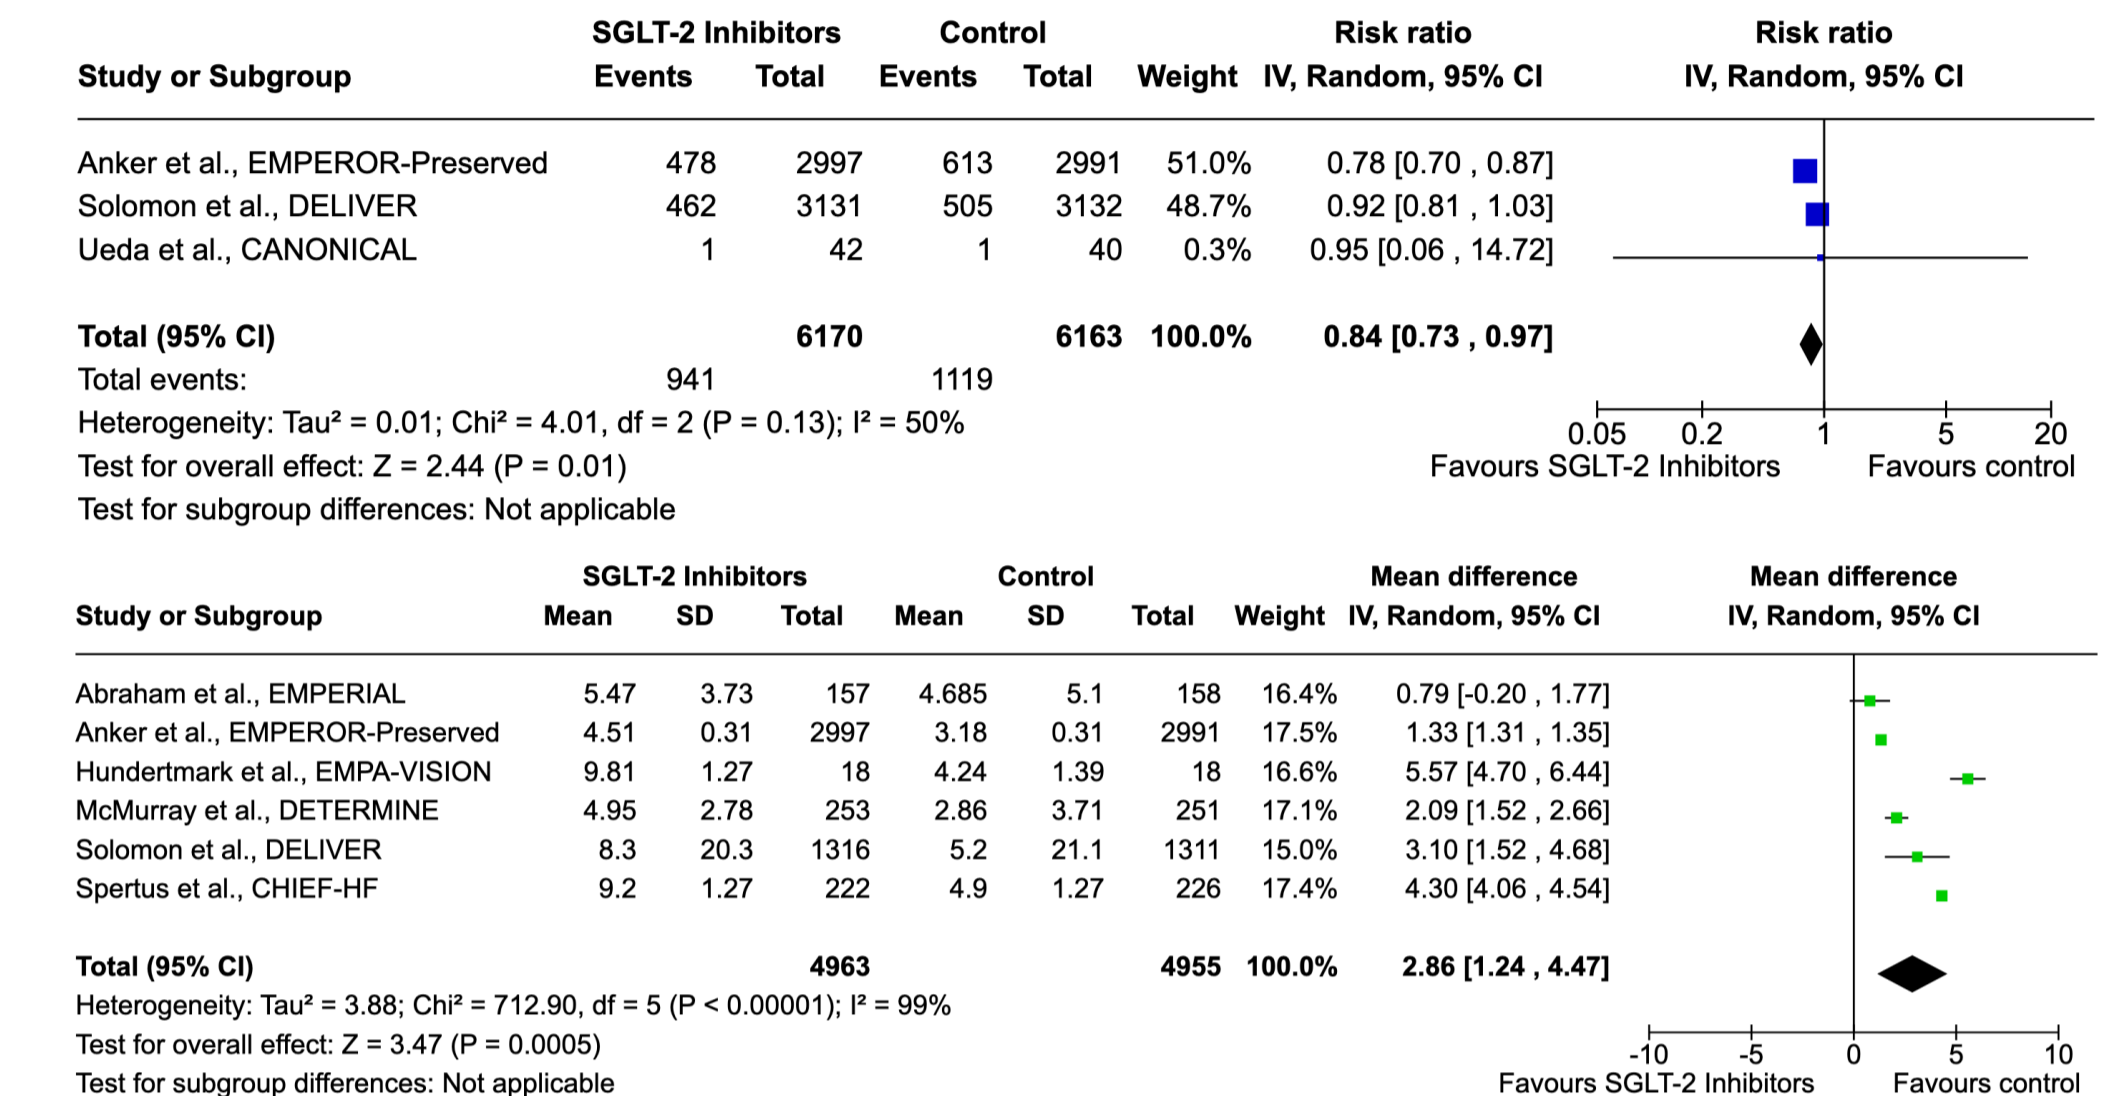 SGLT-2 Inhibitors Control Risk ratio Risk ratio
Study or Subgroup Events Total Events Total Weight IV, Random, 95% CI IV, Random, 95% CI
Anker et al., EMPEROR-Preserved 478 2997 613 2991 51.0% 0.78 [0.70 , 0.87]
Solomon et al., DELIVER 462 3131 505 3132 48.7% 0.92 [0.81 , 1.03]
Ueda et al., CANONICAL 1 42 1 40 0.3% 0.95 [0.06 , 14.72]
Total (95% CI) 6170 6163 100.0% 0.84 [0.73 , 0.97]
Total events: 941 1119
Heterogeneity: Tau² = 0.01; Chi² = 4.01, df = 2 (P = 0.13); I² = 50%
0.05 0.2 1 5 20
Test for overall effect: Z = 2.44 (P = 0.01) Favours SGLT-2 Inhibitors Favours control
Test for subgroup differences: Not applicable
SGLT-2 Inhibitors Control Mean difference Mean difference
Study or Subgroup Mean SD Total Mean SD Total Weight IV, Random, 95% CI IV, Random, 95% CI
Abraham et al., EMPERIAL 5.47 3.73 157 4.685 5.1 158 16.4% 0.79 [-0.20 , 1.77]
Anker et al., EMPEROR-Preserved 4.51 0.31 2997 3.18 0.31 2991 17.5% 1.33 [1.31 , 1.35]
Hundertmark et al., EMPA-VISION 9.81 1.27 18 4.24 1.39 18 16.6% 5.57 [4.70 , 6.44]
McMurray et al., DETERMINE 4.95 2.78 253 2.86 3.71 251 17.1% 2.09 [1.52 , 2.66]
Solomon et al., DELIVER 8.3 20.3 1316 5.2 21.1 1311 15.0% 3.10 [1.52 , 4.68]
Spertus et al., CHIEF-HF 9.2 1.27 222 4.9 1.27 226 17.4% 4.30 [4.06 , 4.54]
Total (95% CI) 4963 4955 100.0% 2.86 [1.24 , 4.47]
Heterogeneity: Tau² = 3.88; Chi² = 712.90, df = 5 (P < 0.00001); I² = 99%
Test for overall effect: Z = 3.47 (P = 0.0005) -10 -5 0 5 10
Test for subgroup differences: Not applicable Favours SGLT-2 Inhibitors Favours control